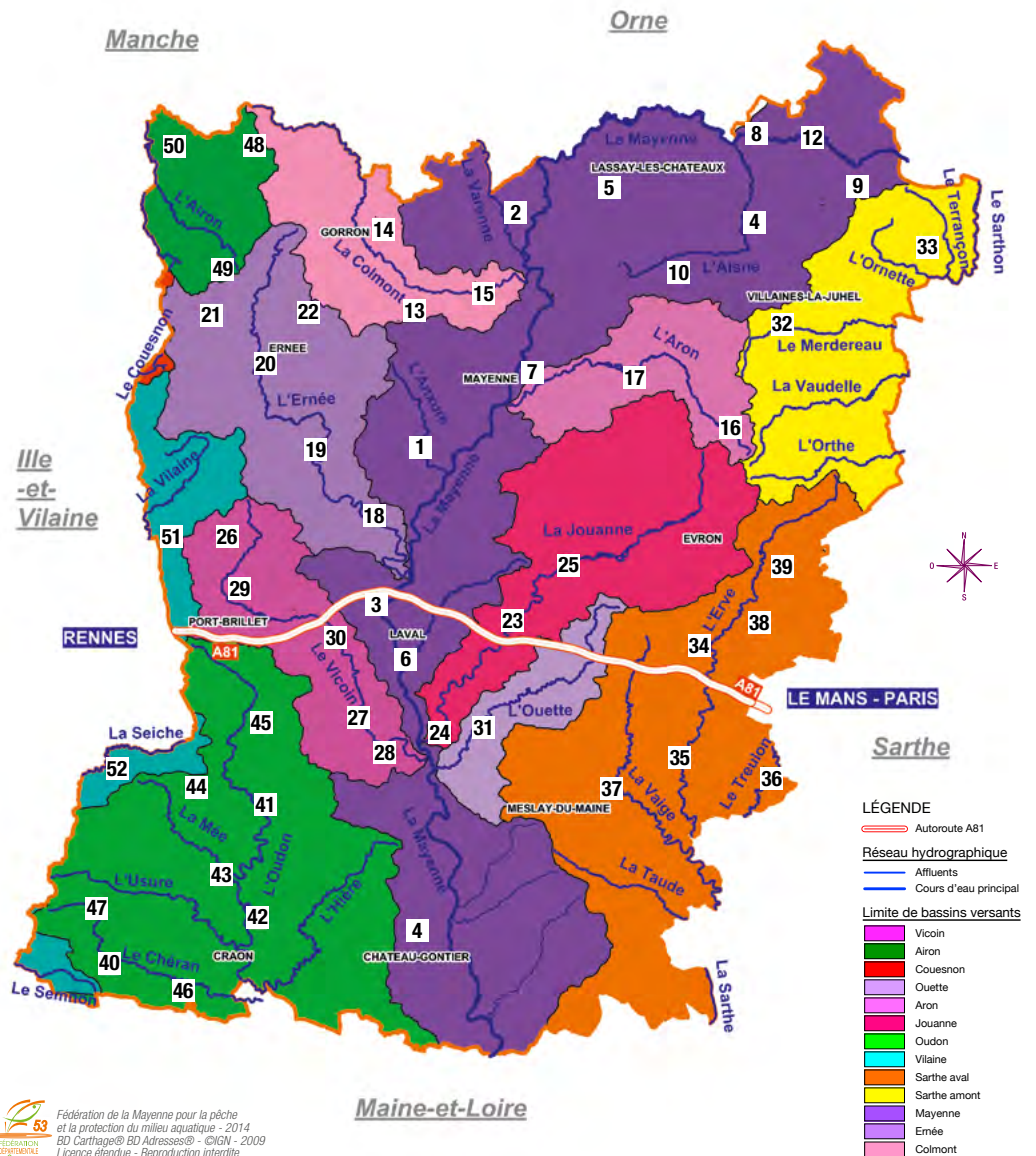 Orne
Manche
50
48
8
12
La Mayenne
LASSAY-LES-CHATEAUX
5
9
La Varenne
2
4
L'Airon
Le Terrançon
Le Sarthon
14
GORRON
33
La Colmont
L'Ornette
49
10
L'Aisne
15
VILLAINES-LA-JUHEL
21
22
13
32
Le Merdereau
Le Couesnon
ERNEE
20
L'Aron
7
MAYENNE
17
L'Anxon
La Vaudelle
L'Ernée
16
1
L'Orthe
19
Ille
-et-
Vilaine
La Vilaine
La Mayenne
18
51
26
La Jouanne
EVRON
N
O
E
S
25
39
29
3
L'Erve
PORT-BRILLET
23
38
RENNES
30
LAVAL
34
A81
6
Le Vicoin
A81
LE MANS - PARIS
45
27
L'Ouette
31
24
La Seiche
28
Sarthe
35
52
44
37
36
Le Treulon
41
La Vaige
MESLAY-DU-MAINE
La Mée
La Mayenne
43
L'Oudon
La Taude
L'Usure
47
42
L'Hière
4
40
Le Chéran
CRAON
CHATEAU-GONTIER
46
Le Semnon
La Sarthe
LÉGENDE
Autoroute A81
Réseau hydrographique
Affluents
Cours d'eau principal
Limite de bassins versants
Vicoin
Airon
Couesnon
Ouette
Aron
Jouanne
Oudon
Vilaine
Sarthe aval
Sarthe amont
Mayenne
Ernée
Colmont
Maine-et-Loire
53
FÉDÉRATION
DÉPARTEMENTALE
Fédération de la Mayenne pour la pêche
et la protection du milieu aquatique - 2014
BD Carthage® BD Adresses® - ©IGN - 2009
Licence étendue - Reproduction interdite